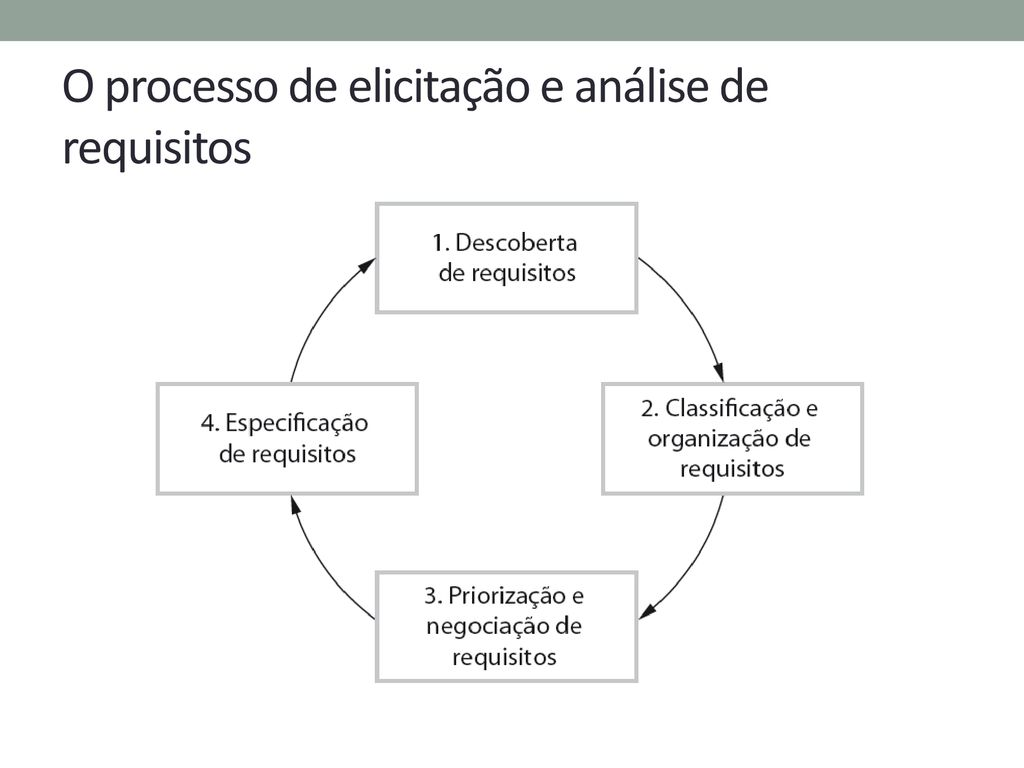 O processo de elicitação e análise de
requisitos
1. Descoberta
de requisitos
4. Especificação
de requisitos
2. Classificação e
organização de
requisitos
3. Priorização e
negociação de
requisitos